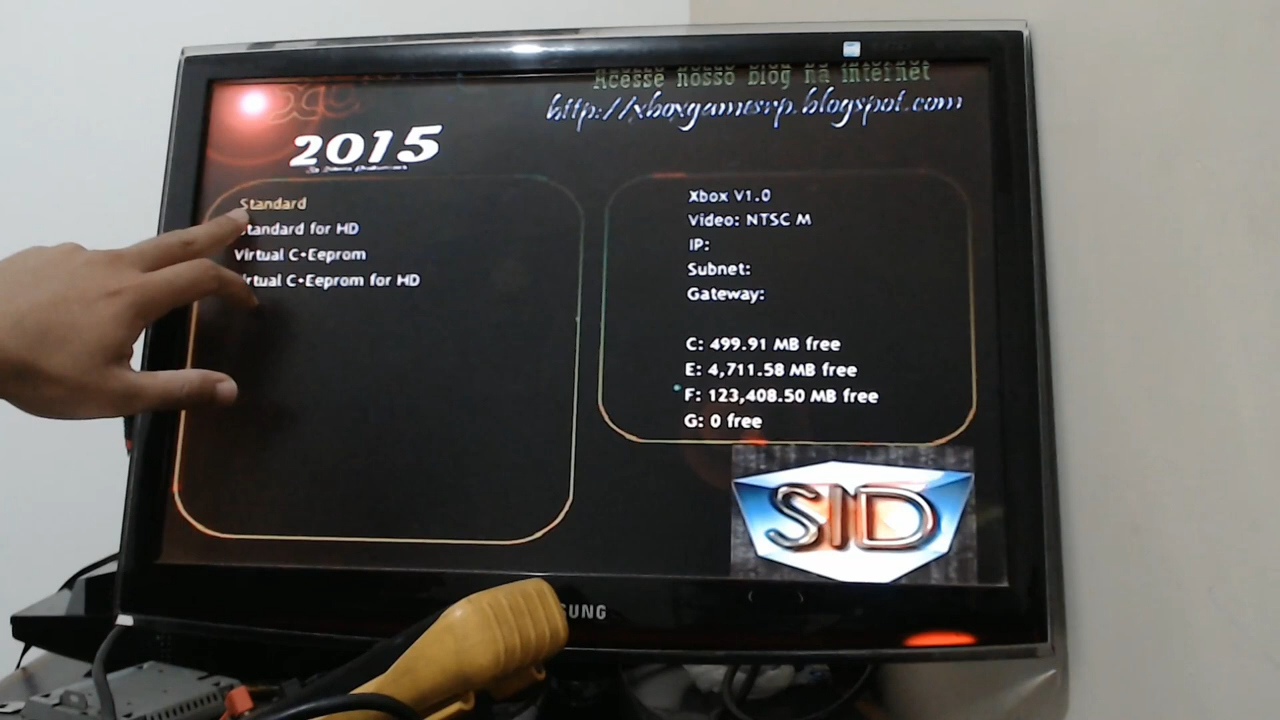 Acesse nosso blog na internet
http://xboxgamesrp.blogspot.com
2015
Standard
Standard for HD
Virtual C+Eeprom
Virtual C+Eeprom for HD
Xbox V1.0
Video: NTSC M
IP:
Subnet:
Gateway:
C: 499.91 MB free
E: 4,711.58 MB free
F: 123,408.50 MB free
G: 0 free
SID
SUNG